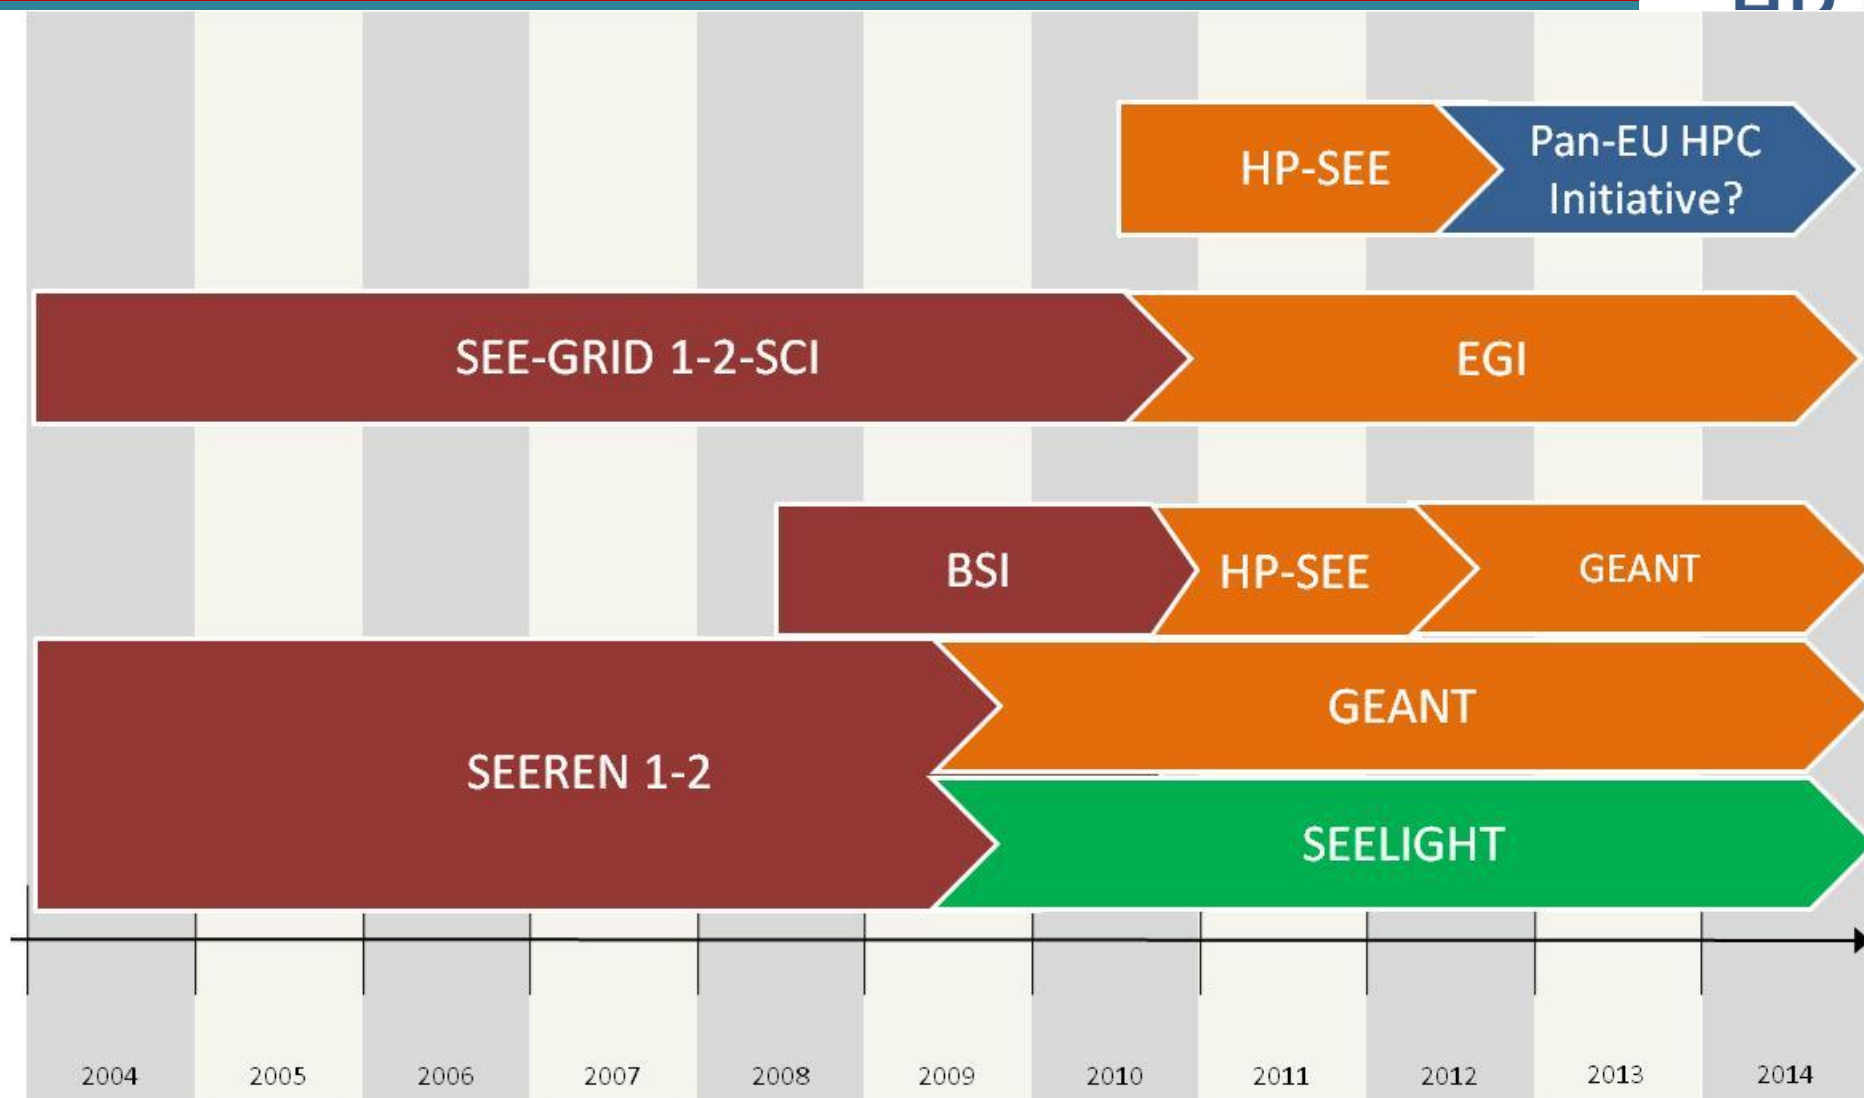 HP-SEE
Pan-EU HPC
Initiative?
SEE-GRID 1-2-SCI
EGI
BSI
HP-SEE
GEANT
GEANT
SEEREN 1-2
SEELIGHT
2004
2005
2006
2007
2008
2009
2010
2011
2012
2013
2014